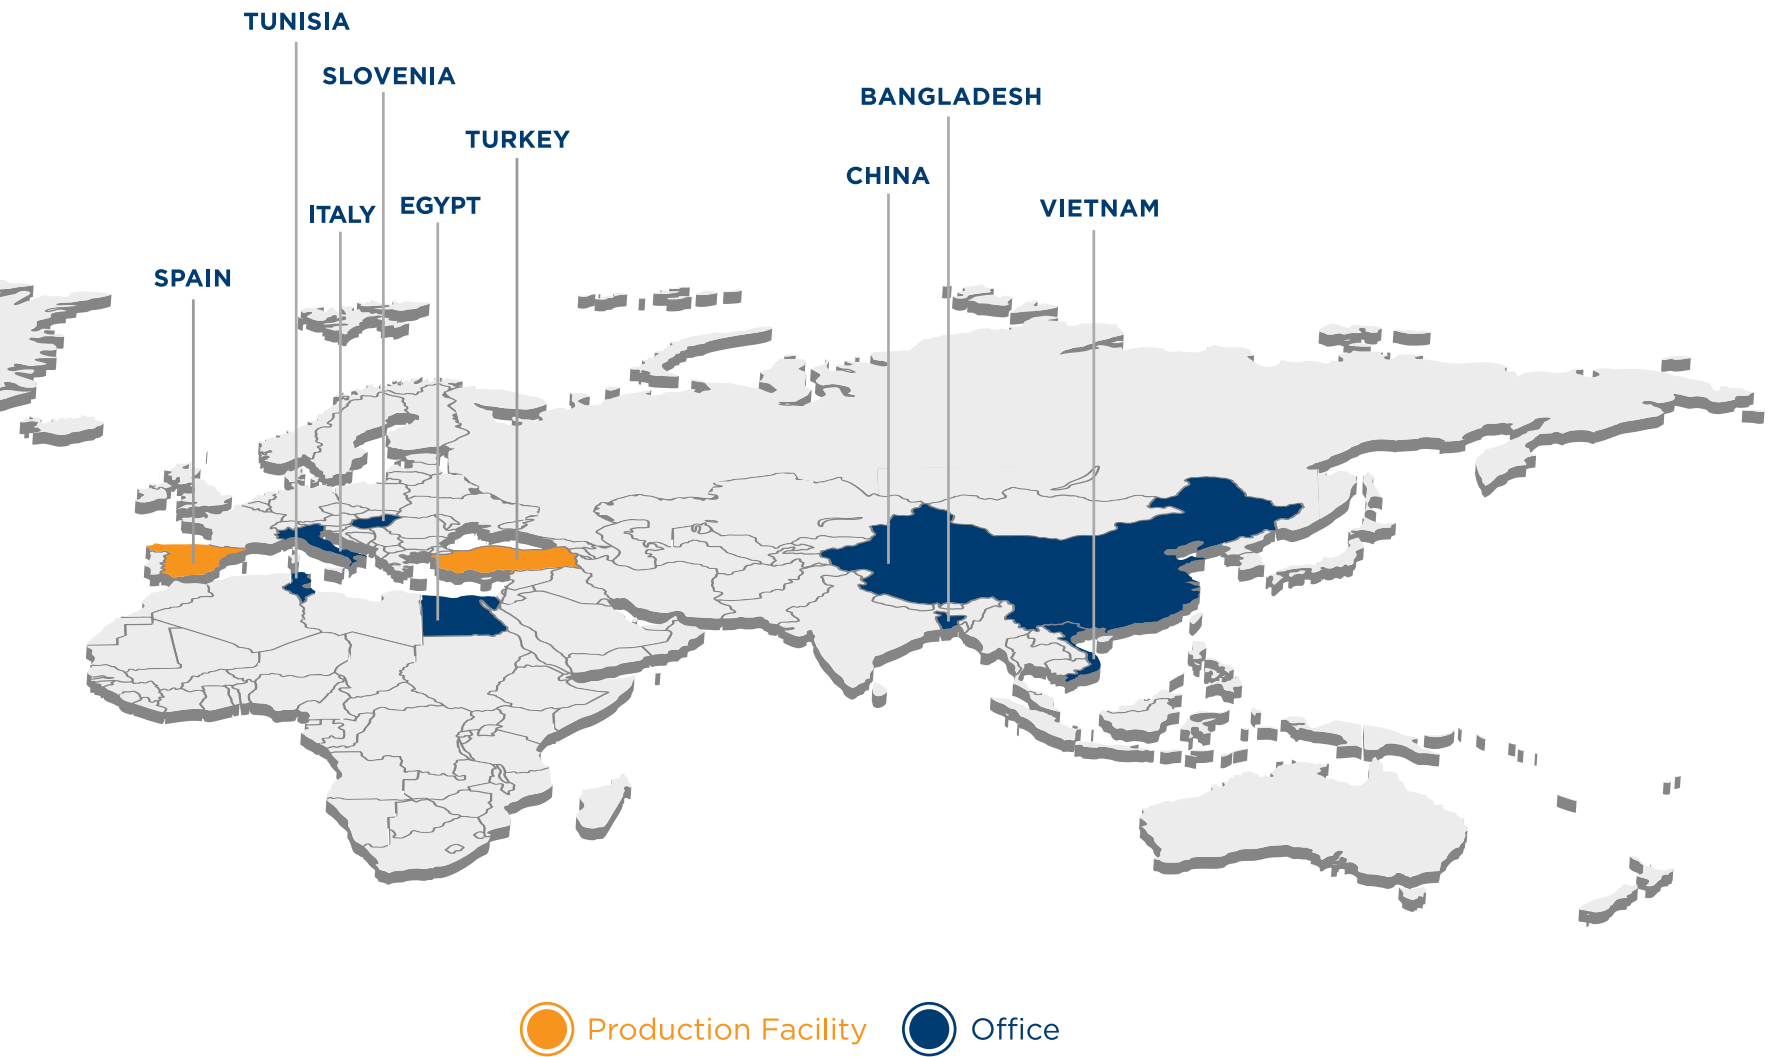 TUNISIA
SLOVENIA
BANGLADESH
TURKEY
CHINA
EGYPT
VIETNAM
ITALY
SPAIN
Production Facility
Office